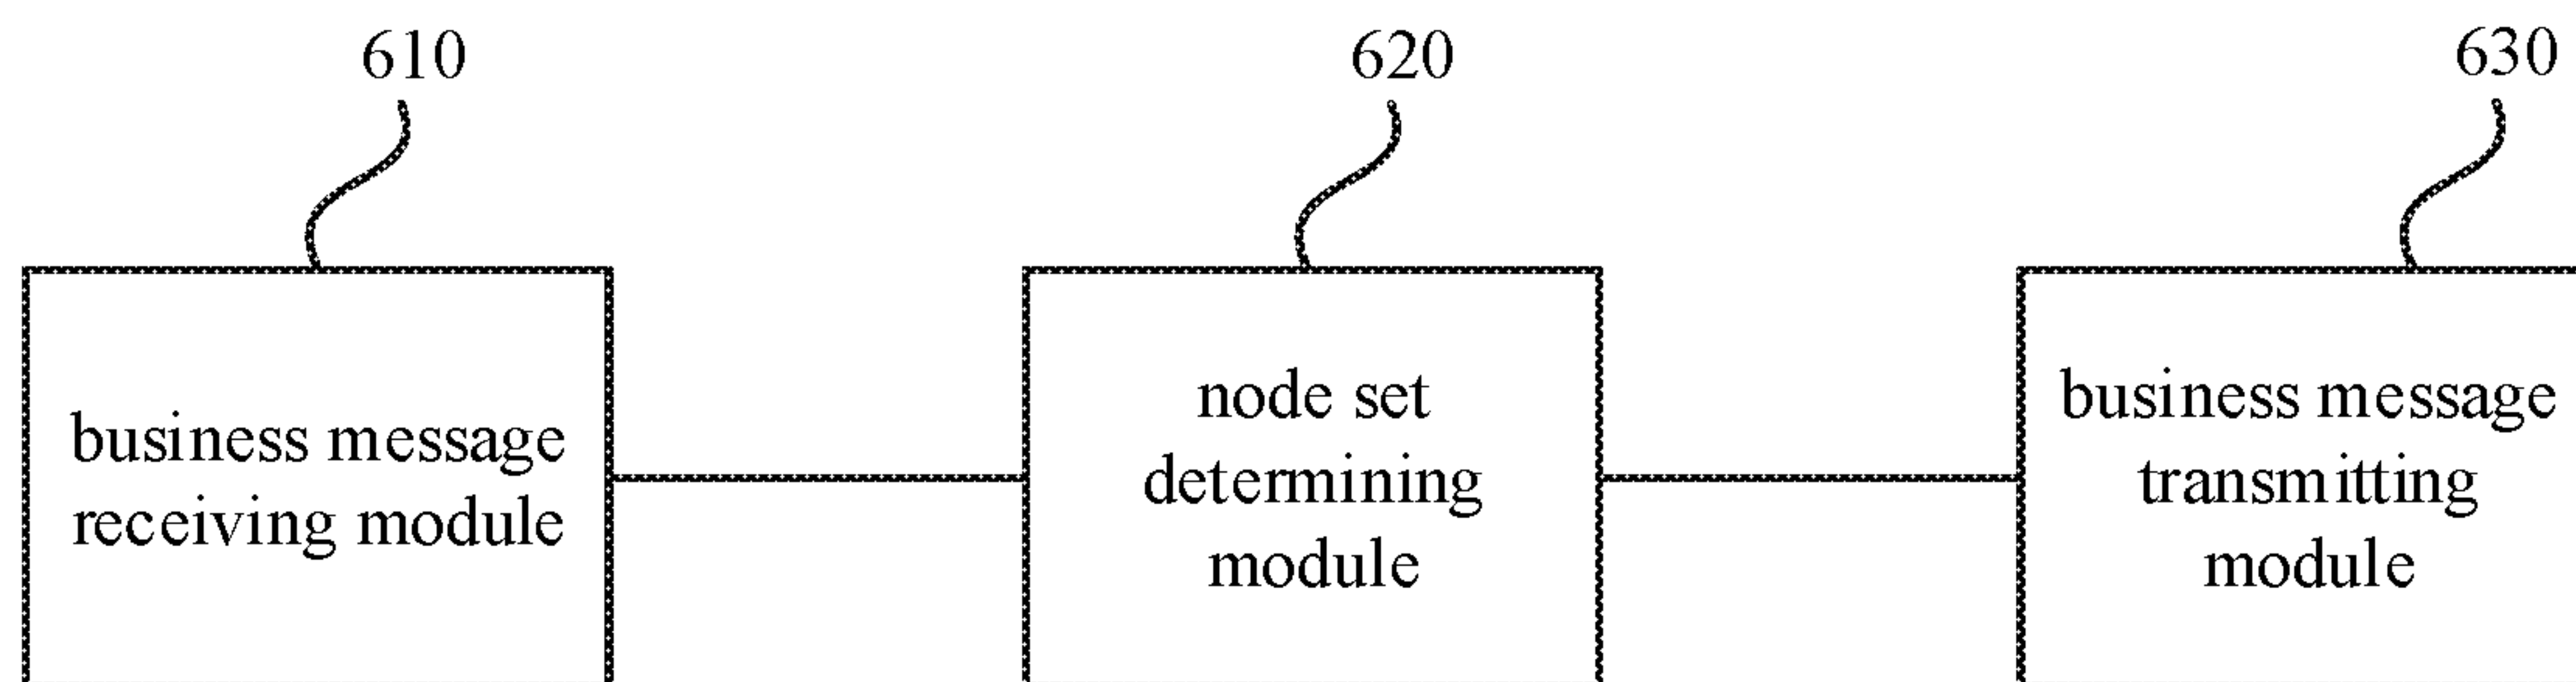 610
620
630
business message
receiving module
node set
determining
module
business message
transmitting
module